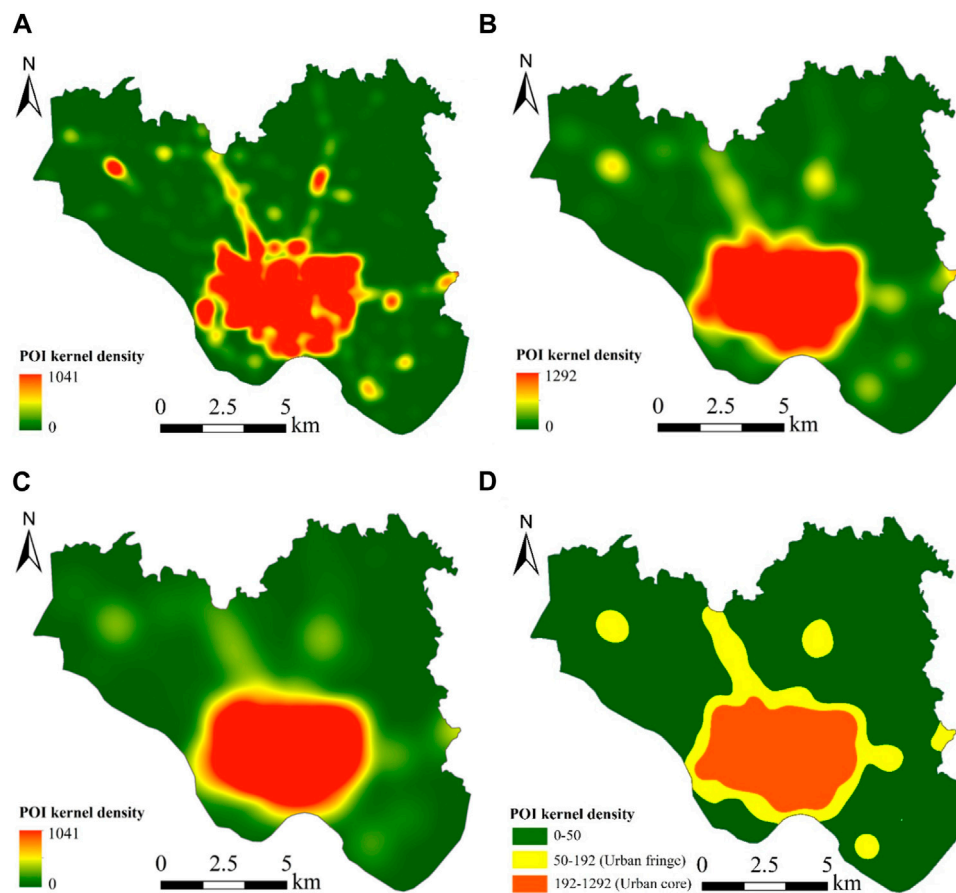 A
N
POI kernel density
1041
0
0 2.5 5
km
B
N
POI kernel density
1292
0
0 2.5 5
km
C
N
POI kernel density
1041
0
0 2.5 5
km
D
N
POI kernel density
0-50
50-192 (Urban fringe)
192-1292 (Urban core)
0 2.5 5
km